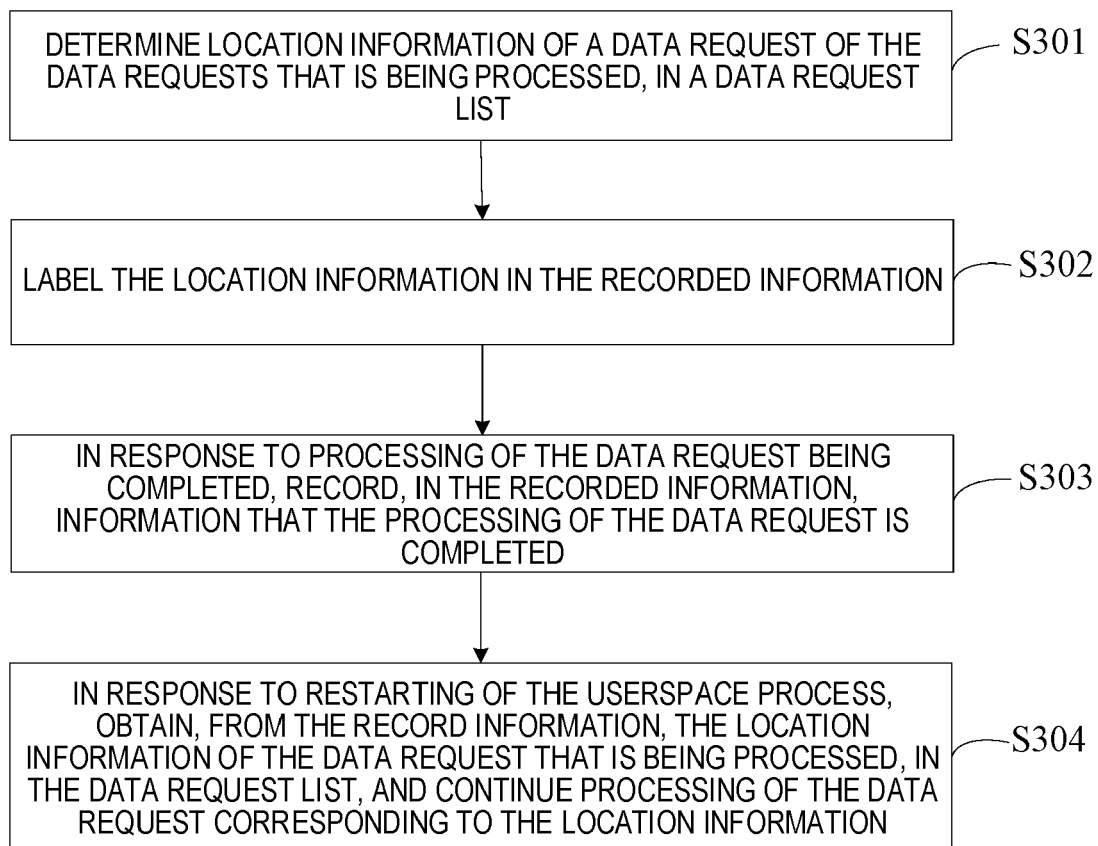 DETERMINE LOCATION INFORMATION OF A DATA REQUEST OF THE
DATA REQUESTS THAT IS BEING PROCESSED, IN A DATA REQUEST
LIST
S301
LABEL THE LOCATION INFORMATION IN THE RECORDED INFORMATION
S302
IN RESPONSE TO PROCESSING OF THE DATA REQUEST BEING
COMPLETED, RECORD, IN THE RECORDED INFORMATION,
INFORMATION THAT THE PROCESSING OF THE DATA REQUEST IS
COMPLETED
S303
IN RESPONSE TO RESTARTING OF THE USERSPACE PROCESS,
OBTAIN, FROM THE RECORD INFORMATION, THE LOCATION
INFORMATION OF THE DATA REQUEST THAT IS BEING PROCESSED, IN
THE DATA REQUEST LIST, AND CONTINUE PROCESSING OF THE DATA
REQUEST CORRESPONDING TO THE LOCATION INFORMATION
S304